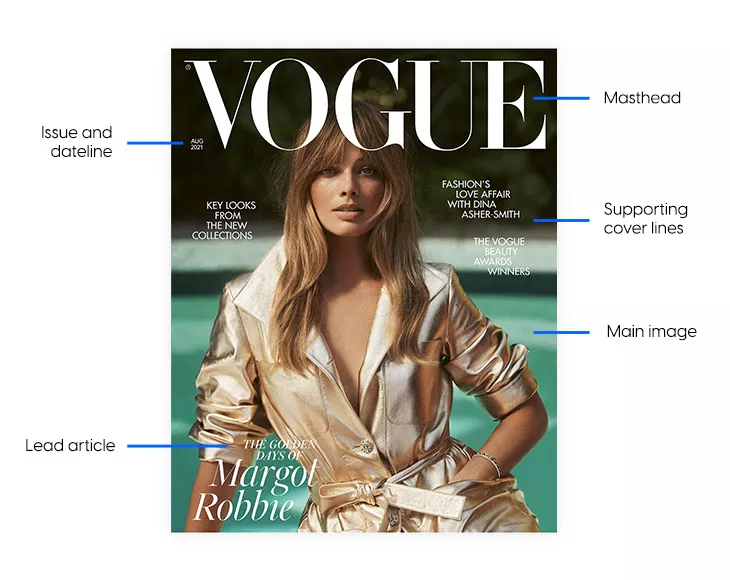 VOGUE
Masthead
Issue and
dateline
AUG
2021
FASHION'S
LOVE AFFAIR
WITH DINA
ASHER-SMITH
Supporting
cover lines
KEY LOOKS
FROM
THE NEW
COLLECTIONS
THE VOGUE
BEAUTY
AWARDS
WINNERS
Main image
Lead article
THE GOLDEN
DAYS OF
Margot
Robbie